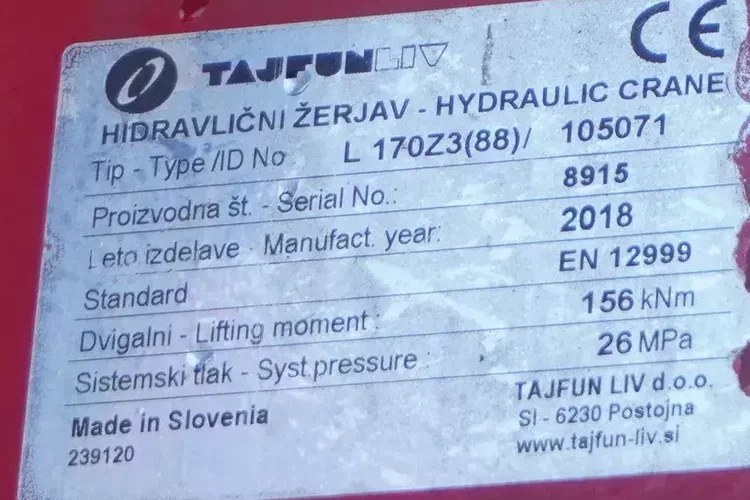 TAJFUN LIV CE
HIDRAVLIČNI ŽERJAV - HYDRAULIC CRANE
Tip - Type /ID No L 170Z3(88)/ 105071
Proizvodna št. - Serial No.: 8915
Leto izdelave Manufact. year: 2018
Standard EN 12999
Dvigalni - Lifting moment : 156 kNm
Sistemski tlak - Syst.pressure : 26 MPa
Made in Slovenia
239120
TAJFUN LIV d.o.o.
SI - 6230 Postojna
www.tajfun-liv.si